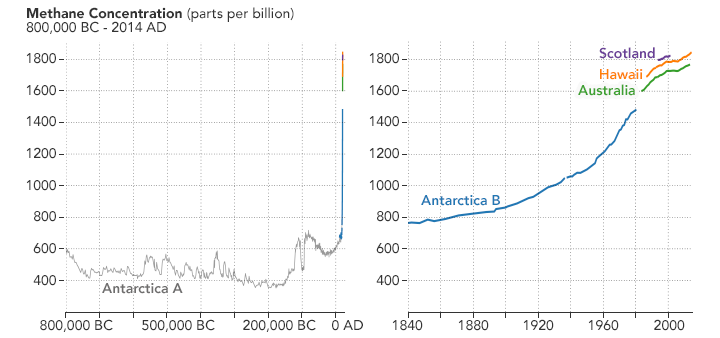 Methane Concentration (parts per billion)
800,000 BC - 2014 AD
1800
1600
1400
1200
1000
800
600
400
Antarctica A
800,000 BC 500,000 BC 200,000 BC 0 AD
1800
1600
1400
1200
1000
800
600
400
Scotland
Hawaii
Australia
Antarctica B
1840 1880 1920 1960 2000